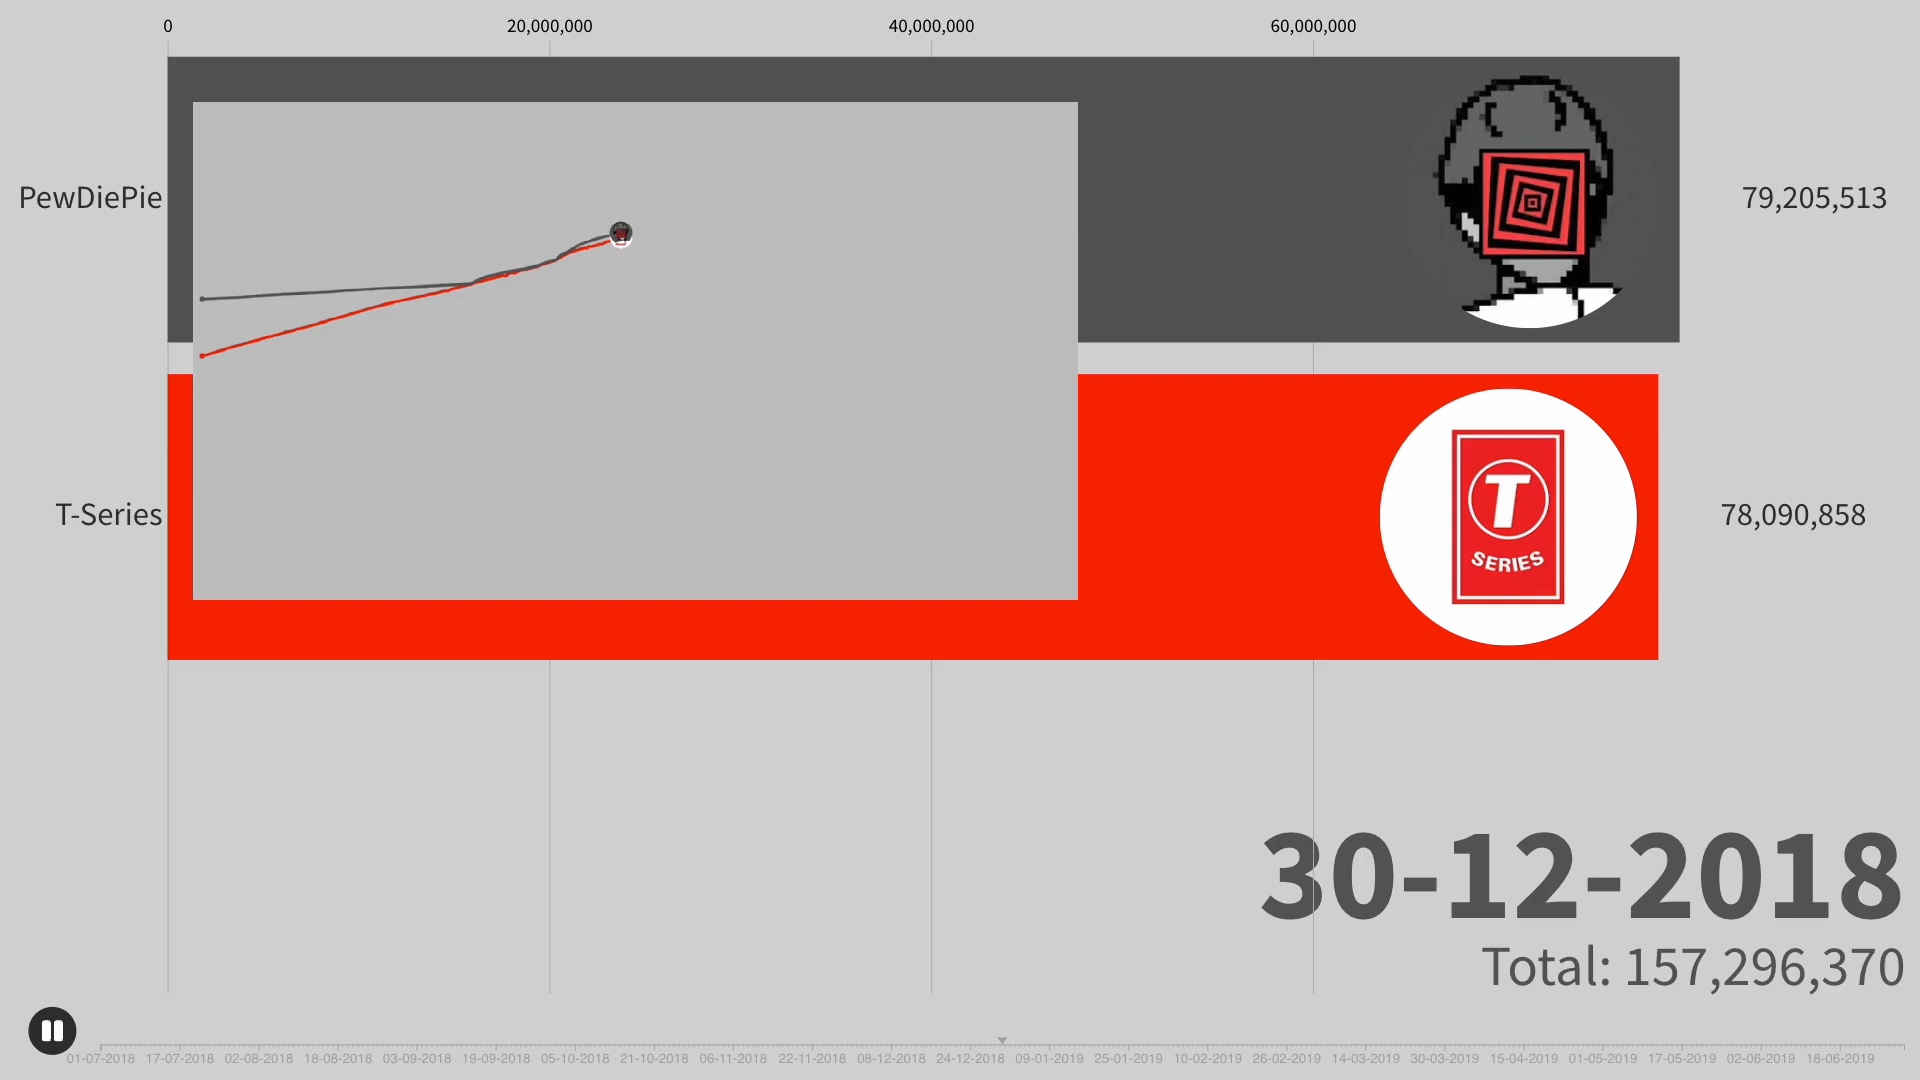 0 20,000,000 40,000,000 60,000,000
PewDiePie 79,205,513
T-Series 78,090,858
T
SERIES
30-12-2018
Total: 157,296,370
01-07-2018 17-07-2018 02-08-2018 18-08-2018 03-09-2018 19-09-2018 05-10-2018 21-10-2018 06-11-2018 22-11-2018 08-12-2018 24-12-2018 09-01-2019 25-01-2019 10-02-2019 26-02-2019 14-03-2019 30-03-2019 15-04-2019 01-05-2019 17-05-2019 02-06-2019 18-06-2019